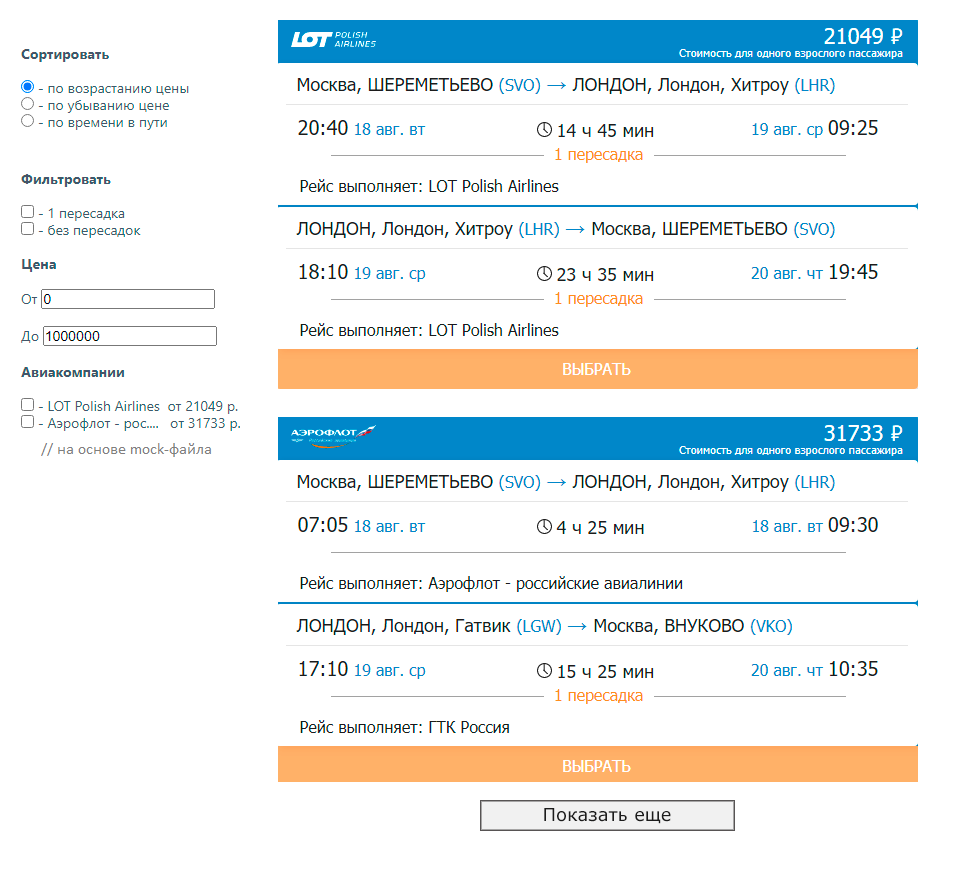 Сортировать
- по возрастанию цены
- по убыванию цене
- по времени в пути
Фильтровать
- 1 пересадка
- без пересадок
Цена
От 0
До 1000000
Авиакомпании
- LOT Polish Airlines от 21049 р.
- Аэрофлот - рос.... от 31733 р.
// на основе mock-файла
LOT POLISH AIRLINES
21049 ₽
Стоимость для одного взрослого пассажира
Москва, ШЕРЕМЕТЬЕВО (SVO) → ЛОНДОН, Лондон, Хитроу (LHR)
20:40 18 авг. вт 14 ч 45 мин 19 авг. ср 09:25
1 пересадка
Рейс выполняет: LOT Polish Airlines
ЛОНДОН, Лондон, Хитроу (LHR) → Москва, ШЕРЕМЕТЬЕВО (SVO)
18:10 19 авг. ср 23 ч 35 мин 20 авг. чт 19:45
1 пересадка
Рейс выполняет: LOT Polish Airlines
ВЫБРАТЬ
АЭРОФЛОТ
31733 ₽
Стоимость для одного взрослого пассажира
Москва, ШЕРЕМЕТЬЕВО (SVO) → ЛОНДОН, Лондон, Хитроу (LHR)
07:05 18 авг. вт 4 ч 25 мин 18 авг. вт 09:30
Рейс выполняет: Аэрофлот - российские авиалинии
ЛОНДОН, Лондон, Гатвик (LGW) → Москва, ВНУКОВО (VKO)
17:10 19 авг. ср 15 ч 25 мин 20 авг. чт 10:35
1 пересадка
Рейс выполняет: ГТК Россия
ВЫБРАТЬ
Показать еще